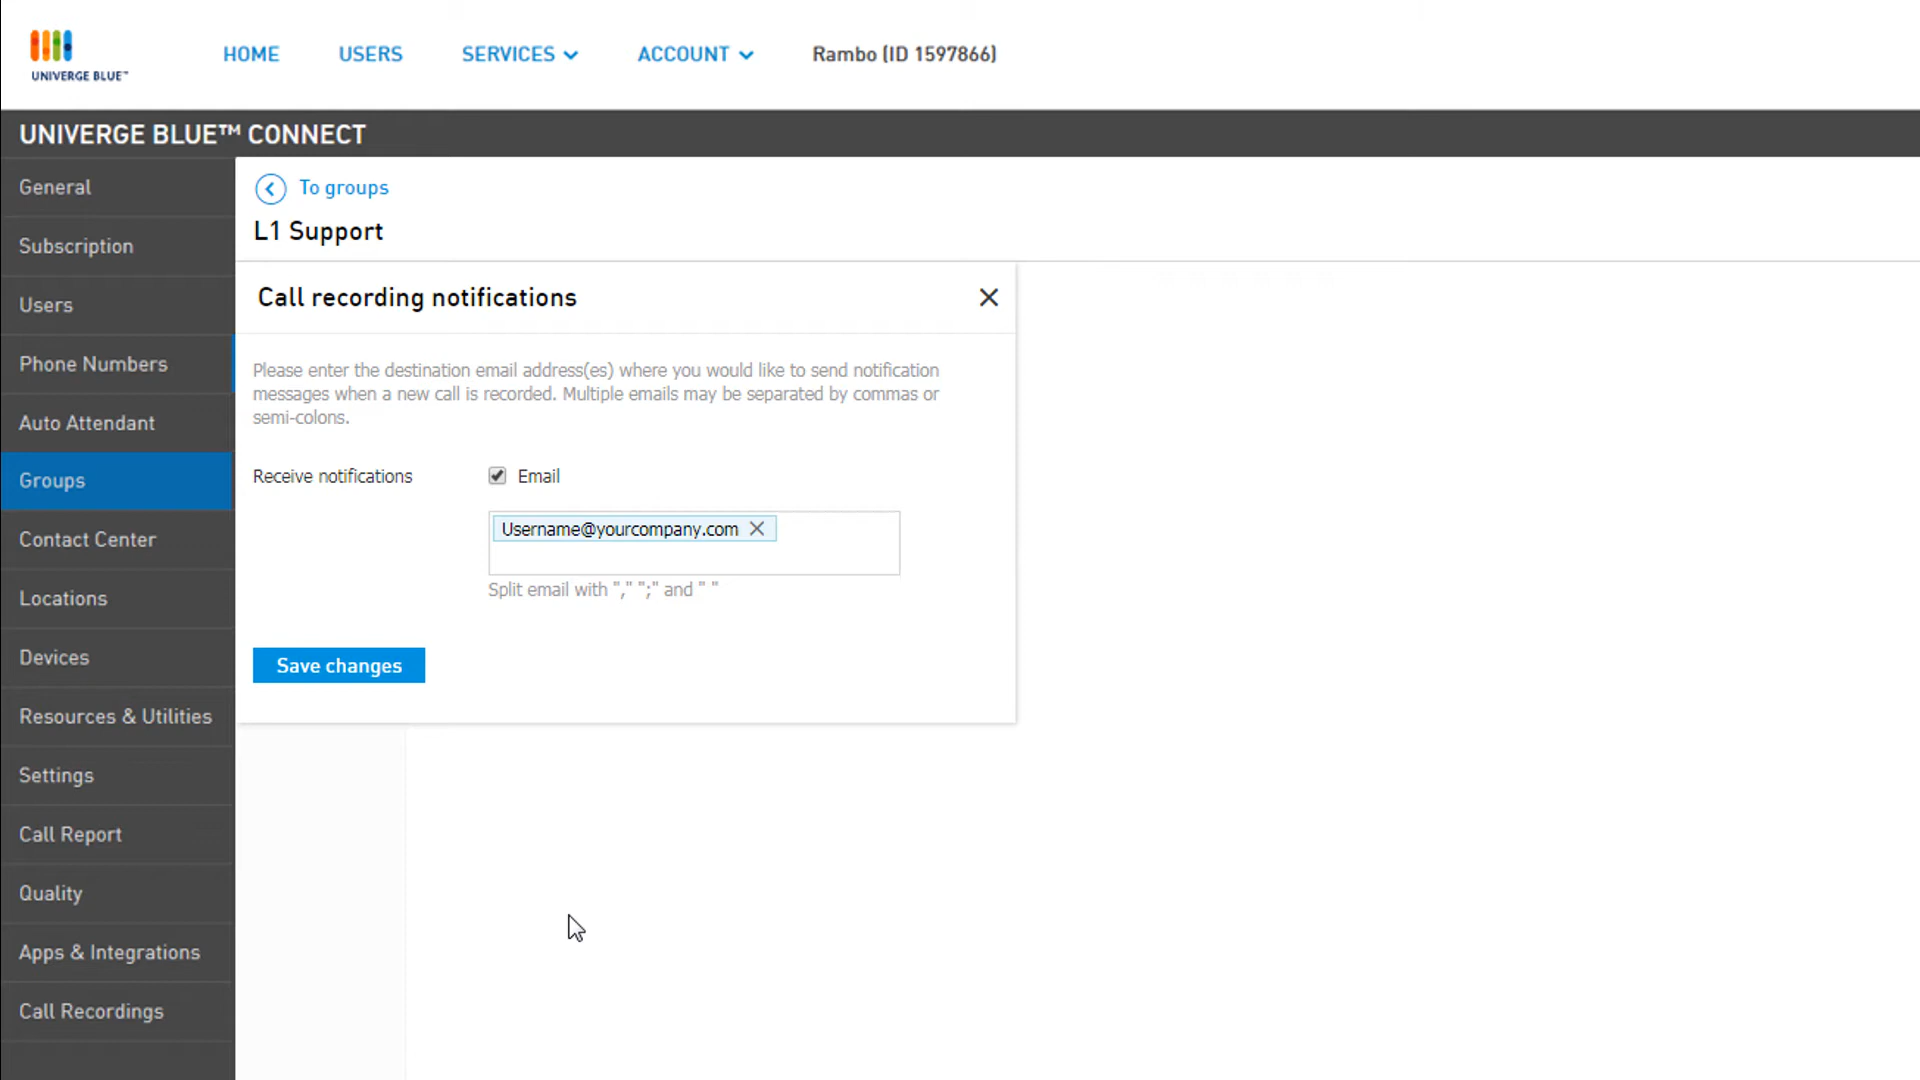 UNIVERGE BLUE™
HOME
USERS
SERVICES
ACCOUNT
Rambo (ID 1597866)
UNIVERGE BLUE™ CONNECT
General
Subscription
Users
Phone Numbers
Auto Attendant
Groups
Contact Center
Locations
Devices
Resources & Utilities
Settings
Call Report
Quality
Apps & Integrations
Call Recordings
To groups
L1 Support
Call recording notifications
Please enter the destination email address(es) where you would like to send notification
messages when a new call is recorded. Multiple emails may be separated by commas or
semi-colons.
Receive notifications
Email
Username@yourcompany.com
Split email with "," ";" and " "
Save changes